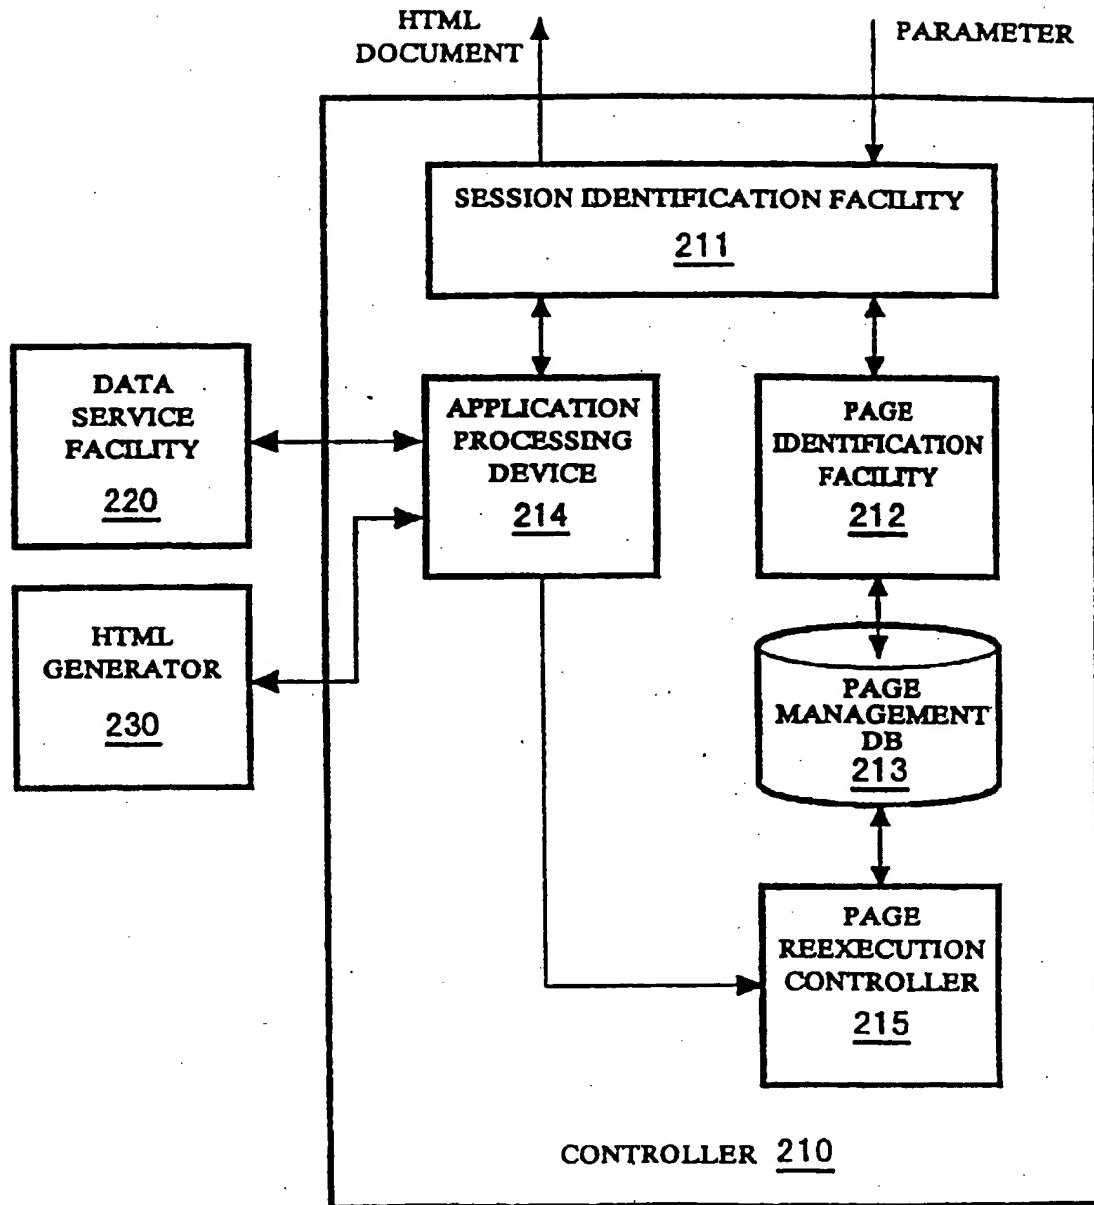 HTML
DOCUMENT
PARAMETER
SESSION IDENTIFICATION FACILITY
211
DATA
SERVICE
FACILITY
220
APPLICATION
PROCESSING
DEVICE
214
PAGE
IDENTIFICATION
FACILITY
212
HTML
GENERATOR
230
PAGE
MANAGEMENT
DB
213
PAGE
REEXECUTION
CONTROLLER
215
CONTROLLER 210